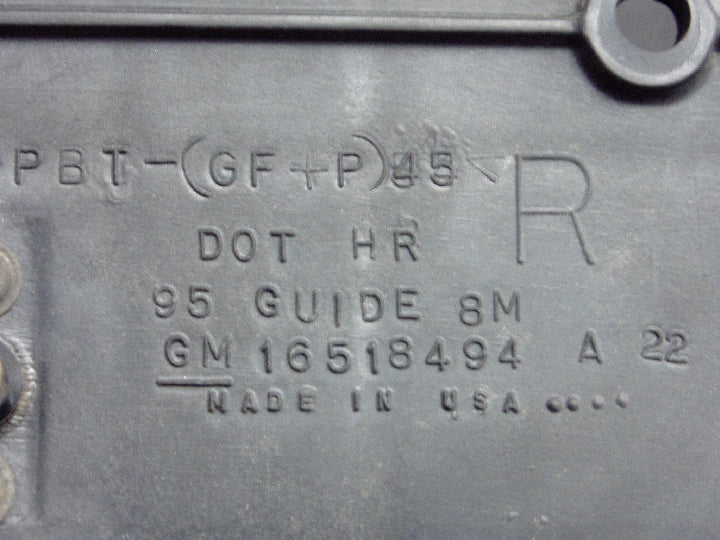 PBT-(GF+P)45 R
DOT HR
95 GUIDE 8M
GM 16518494 A 22
MADE IN USA